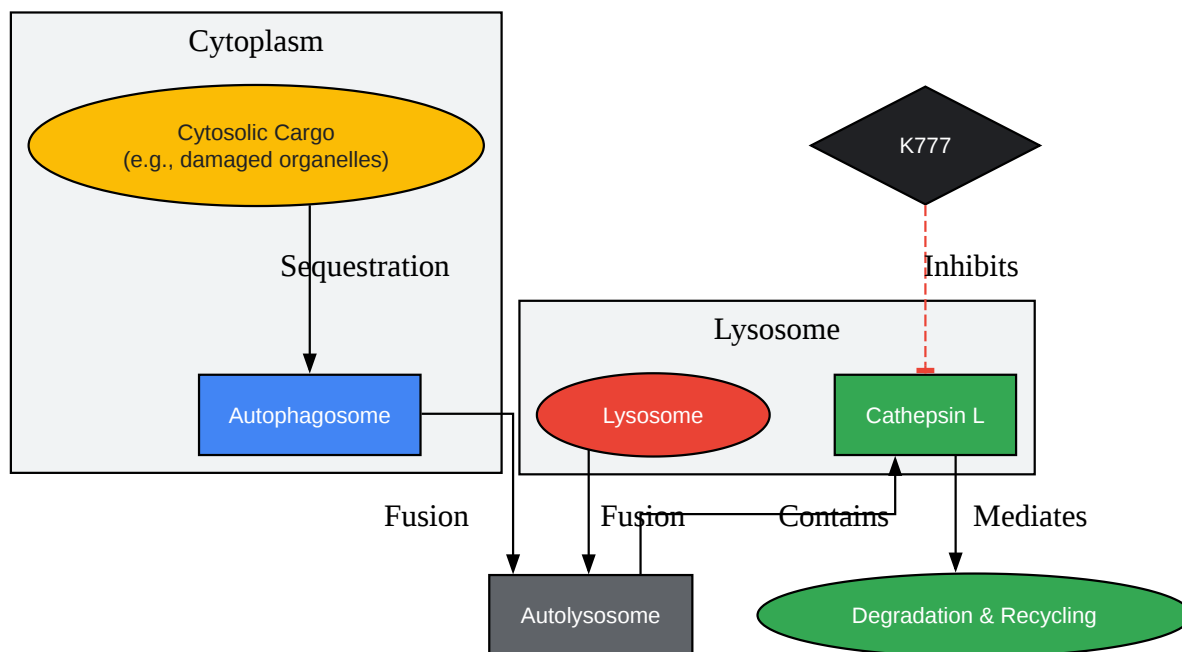 Cytoplasm
Cytosolic Cargo
(e.g., damaged organelles)
K777
Sequestration
Inhibits
Lysosome
Autophagosome
Lysosome
Cathepsin L
Fusion
Fusion
Contains
Mediates
Autolysosome
Degradation & Recycling